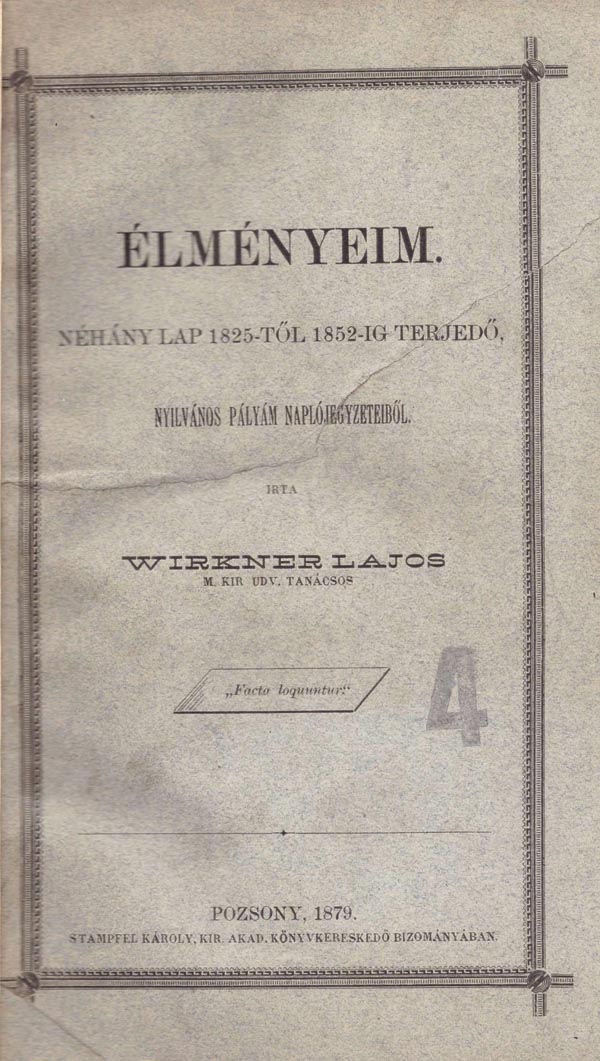 ÉLMÉNYEIM.
NÉHÁNY LAP 1825-TŐL 1852-IG TERJEDŐ,
NYILVÁNOS PÁLYÁM NAPLÓJEGYZETEIBŐL.
IRTA
WIRKNER LAJOS
M. KIR UDV. TANÁCSOS
„Facta loquuntur!“
4
POZSONY, 1879.
STAMPFEL KÁROLY, KIR. AKAD. KÖNYVKERESKEDŐ BIZOMÁNYÁBAN.